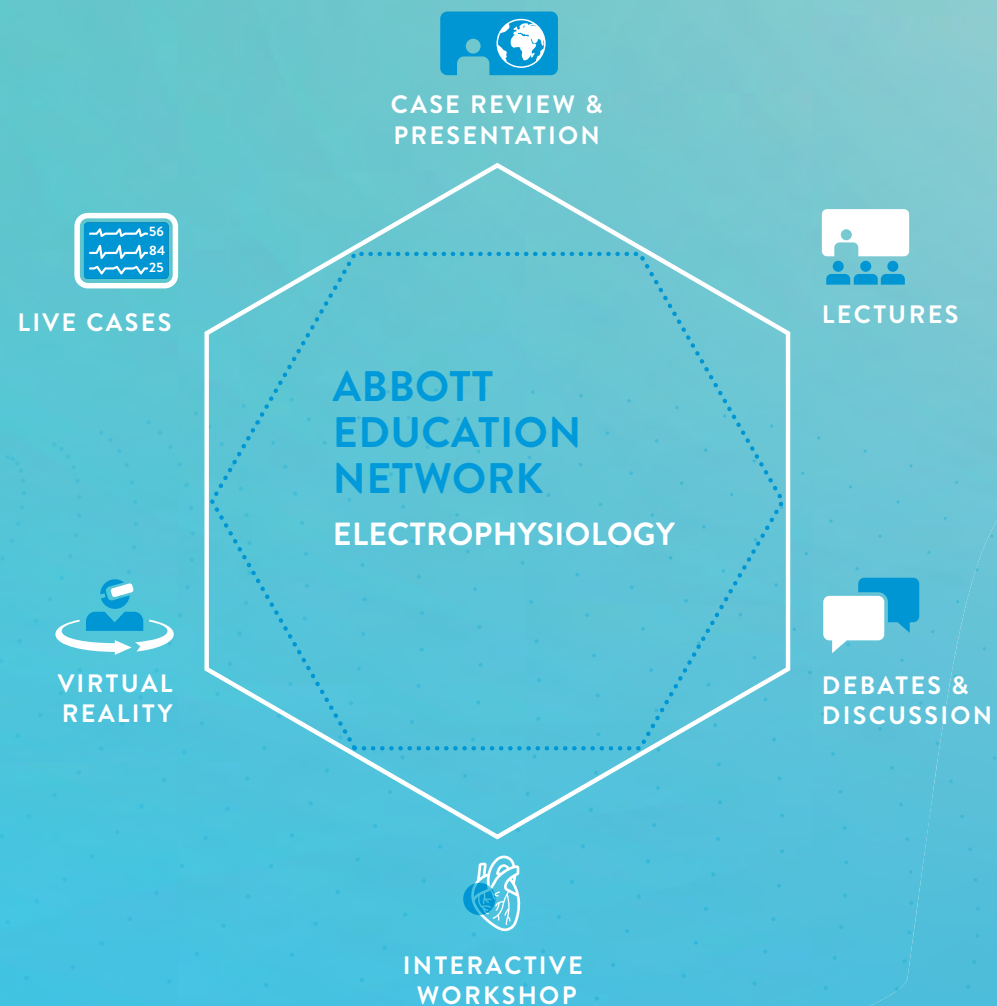 CASE REVIEW &
PRESENTATION
56
84
25
LIVE CASES
LECTURES
ABBOTT
EDUCATION
NETWORK
ELECTROPHYSIOLOGY
VIRTUAL
REALITY
DEBATES &
DISCUSSION
INTERACTIVE
WORKSHOP